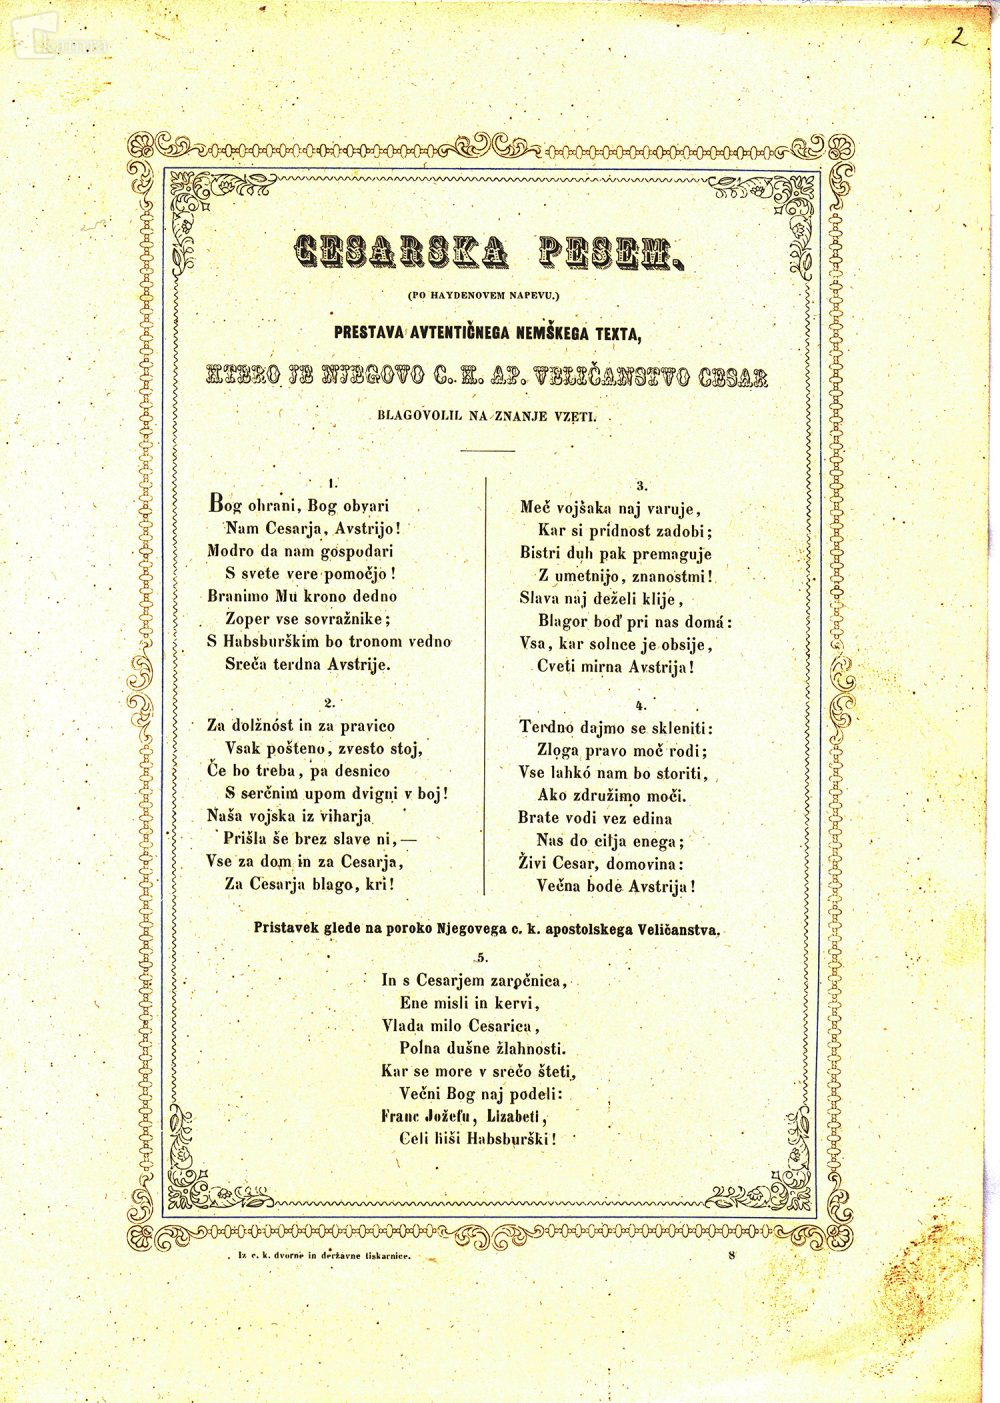 2
CESARSKA PESEM.
(PO HAYDENOVEM NAPEVU.)
PRESTAVA AVTENTIČNEGA NEMŠKEGA TEXTA,
KTERO JE NJEGOVO C. K. AP. VELIČANSTVO CESAR
BLAGOVOLIL NA ZNANJE VZETI.
1.
Bog ohrani, Bog obvari
Nam Cesarja, Avstrijo!
Modro da nam gospodari
S svete vere pomočjo!
Branimo Mu krono dedno
Zoper vse sovražnike;
S Habsburškim bo tronom vedno
Sreča terdna Avstrije.
2.
Za dolžnóst in za pravico
Vsak pošteno, zvesto stoj,
Če bo treba, pa desnico
S serčnim upom dvigni v boj!
Naša vojska iz viharja
Prišla še brez slave ni, —
Vse za dom in za Cesarja,
Za Cesarja blago, kri!
3.
Meč vojšaka naj varuje,
Kar si pridnost zadobi;
Bistri duh pak premaguje
Z umetnijo, znanostmi!
Slava naj deželi klije,
Blagor bod' pri nas domá:
Vsa, kar solnce je obsije,
Cveti mirna Avstrija!
4.
Terdno dajmo se skleniti:
Zloga pravo moč rodi;
Vse lahkó nam bo storiti,
Ako združimo moči.
Brate vodi vez edina
Nas do cilja enega;
Živi Cesar, domovina:
Večna bode Avstrija!
Pristavek glede na poroko Njegovega c. k. apostolskega Veličanstva.
5.
In s Cesarjem zaročnica,
Ene misli in kervi,
Vlada milo Cesarica,
Polna dušne žlahnosti.
Kar se more v srečo šteti,
Večni Bog naj podeli:
Franc Jožefu, Lizabeti,
Celi hiši Habsburški!
Iz c. k. dvorne in deržavne tiskarnice.
8